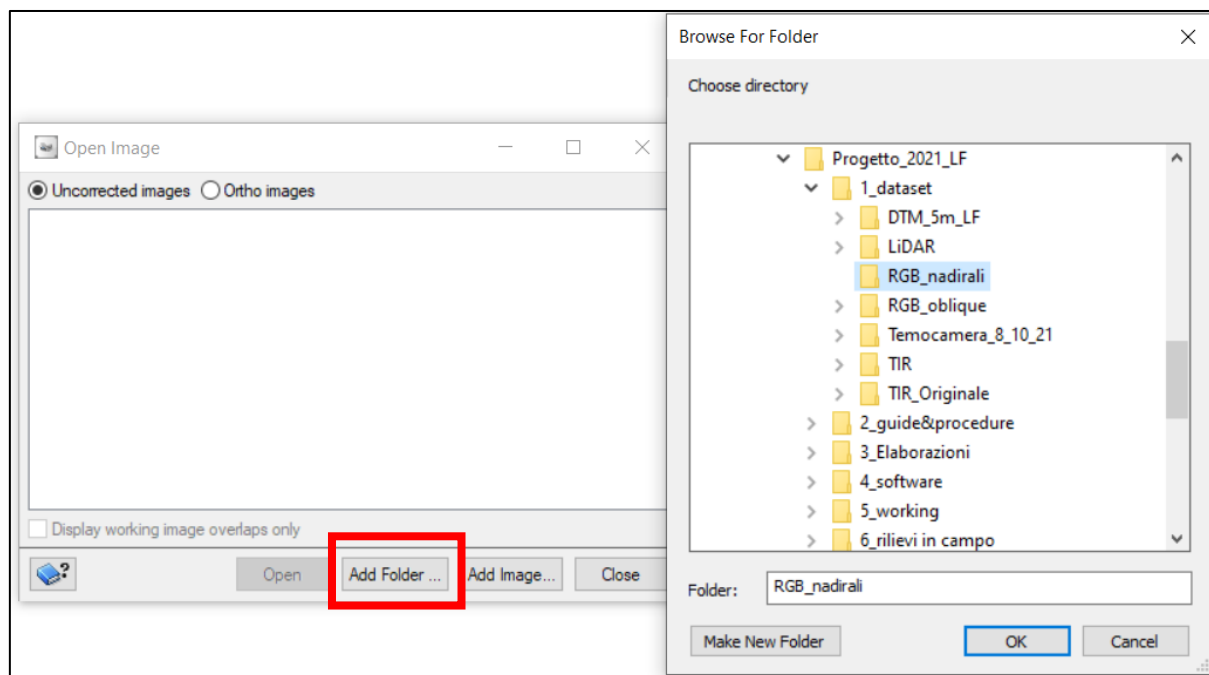 Open Image
Uncorrected images Ortho images
Display working image overlaps only
Open Add Folder ... Add Image... Close
Browse For Folder
Choose directory
Progetto_2021_LF
1_dataset
DTM_5m_LF
LiDAR
RGB_nadirali
RGB_oblique
Temocamera_8_10_21
TIR
TIR_Originale
2_guide&procedure
3_Elaborazioni
4_software
5_working
6_rilievi in campo
Folder: RGB_nadirali
Make New Folder OK Cancel